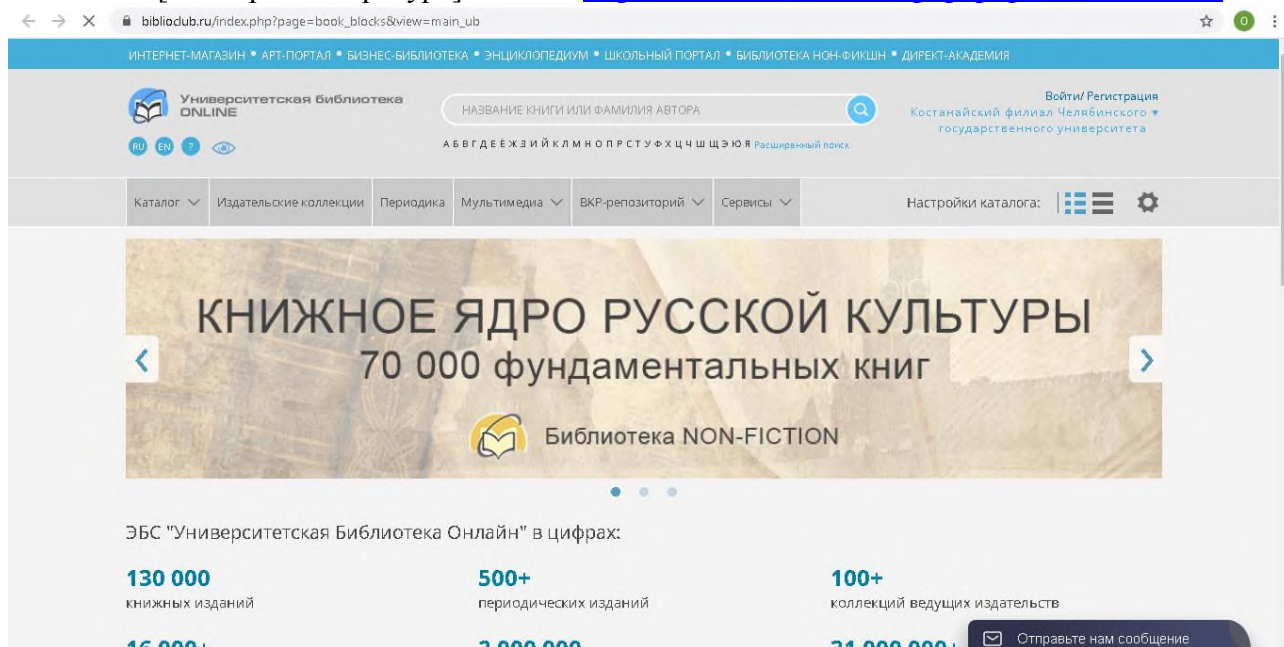 biblioclub.ru/index.php?page=book_blocks&view=main_ub
ИНТЕРНЕТ-МАГАЗИН • АРТ-ПОРТАЛ • БИЗНЕС-БИБЛИОТЕКА • ЭНЦИКЛОПЕДИУМ • ШКОЛЬНЫЙ ПОРТАЛ • БИБЛИОТЕКА НОН-ФИКШН • ДИРЕКТ-АКАДЕМИЯ
Университетская библиотека
ONLINE
НАЗВАНИЕ КНИГИ ИЛИ ФАМИЛИЯ АВТОРА
Войти/ Регистрация
Костанайский филиал Челябинского
государственного университета
RU EN ?
А Б В Г Д Е Ё Ж З И Й К Л М Н О П Р С Т У Ф Х Ц Ч Ш Щ Э Ю Я Расширенный поиск
Каталог Издательские коллекции Периодика Мультимедиа ВКР-репозиторий Сервисы Настройки каталога:
КНИЖНОЕ ЯДРО РУССКОЙ КУЛЬТУРЫ
70 000 фундаментальных книг
Библиотека NON-FICTION
ЭБС "Университетская Библиотека Онлайн" в цифрах:
130 000 500+ 100+
книжных изданий периодических изданий коллекций ведущих издательств
Отправьте нам сообщение